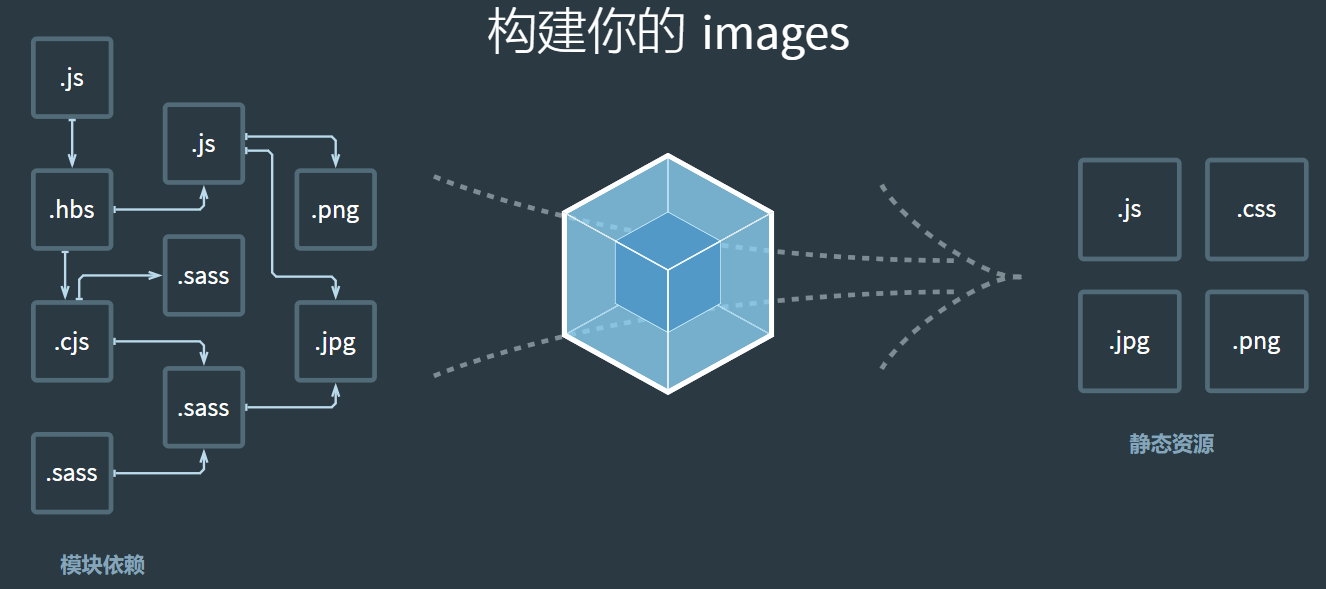 构建你的 images
.js
.js
.hbs
.png
.sass
.cjs
.jpg
.sass
.sass
模块依赖
.js
.css
.jpg
.png
静态资源